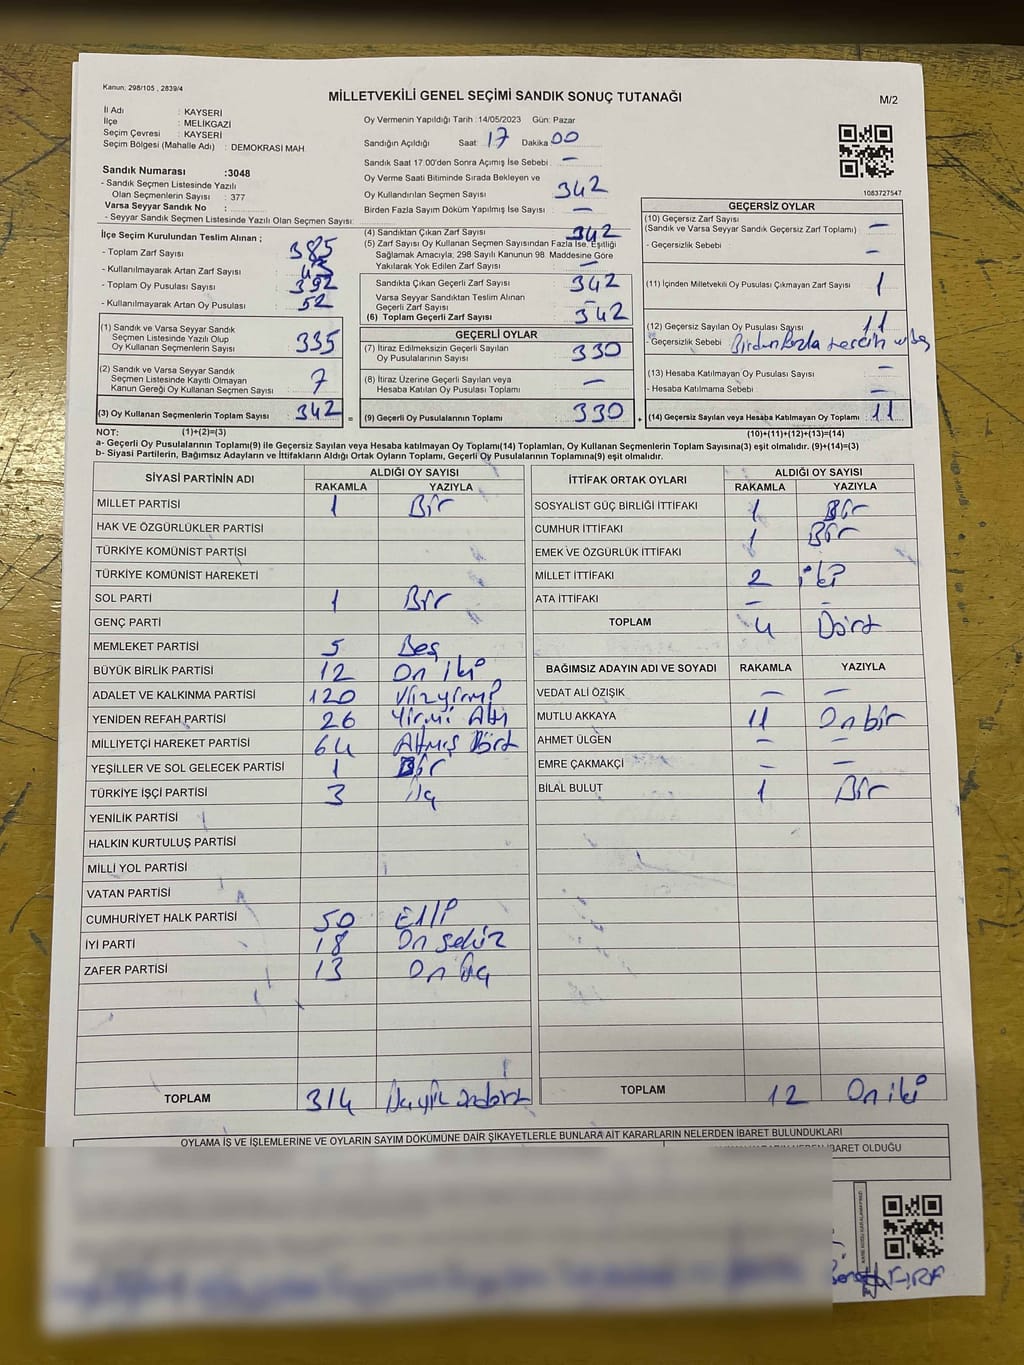 Kanun; 298/105 , 2839/4
MİLLETVEKİLİ GENEL SEÇİMİ SANDIK SONUÇ TUTANAĞI
M/2
İl Adı : KAYSERİ
İlçe : MELİKGAZİ
Seçim Çevresi : KAYSERİ
Seçim Bölgesi (Mahalle Adı) : DEMOKRASİ MAH.
Sandık Numarası :3048
- Sandık Seçmen Listesinde Yazılı
Olan Seçmenlerin Sayısı : 377
Varsa Seyyar Sandık No :
- Seyyar Sandık Seçmen Listesinde Yazılı Olan Seçmen Sayısı:
Oy Vermenin Yapıldığı Tarih :14/05/2023 Gün: Pazar
Sandığın Açıldığı Saat: 17 Dakika 00
Sandık Saat 17.00'den Sonra Açımış İse Sebebi : –
Oy Verme Saati Bitiminde Sırada Bekleyen ve
Oy Kullandırılan Seçmen Sayısı : 342
Birden Fazla Sayım Döküm Yapılmış İse Sayısı : –
1083727547
İlçe Seçim Kurulundan Teslim Alınan ;
- Toplam Zarf Sayısı : 385
- Kullanılmayarak Artan Zarf Sayısı : 43
- Toplam Oy Pusulası Sayısı : 392
- Kullanılmayarak Artan Oy Pusulası : 52
(1) Sandık ve Varsa Seyyar Sandık
Seçmen Listesinde Yazılı Olup
Oy Kullanan Seçmenlerin Sayısı 335
(2) Sandık ve Varsa Seyyar Sandık
Seçmen Listesinde Kayıtlı Olmayan
Kanun Gereği Oy Kullanan Seçmen Sayısı 7
(3) Oy Kullanan Seçmenlerin Toplam Sayısı 342 =
(4) Sandıktan Çıkan Zarf Sayısı 342
(5) Zarf Sayısı Oy Kullanan Seçmen Sayısından Fazla İse, Eşitliği
Sağlamak Amacıyla, 298 Sayılı Kanunun 98. Maddesine Göre
Yakılarak Yok Edilen Zarf Sayısı –
Sandıkta Çıkan Geçerli Zarf Sayısı 342
Varsa Seyyar Sandıktan Teslim Alınan
Geçerli Zarf Sayısı –
(6) Toplam Geçerli Zarf Sayısı 342
GEÇERLİ OYLAR
(7) İtiraz Edilmeksizin Geçerli Sayılan
Oy Pusulalarının Sayısı 330
(8) İtiraz Üzerine Geçerli Sayılan veya
Hesaba Katılan Oy Pusulası Toplamı –
(9) Geçerli Oy Pusulalarının Toplamı 330 +
GEÇERSİZ OYLAR
(10) Geçersiz Zarf Sayısı
(Sandık ve Varsa Seyyar Sandık Geçersiz Zarf Toplamı) –
- Geçersizlik Sebebi : –
(11) İçinden Milletvekili Oy Pusulası Çıkmayan Zarf Sayısı 1
(12) Geçersiz Sayılan Oy Pusulası Sayısı 11
- Geçersizlik Sebebi Birden fazla tercih
(13) Hesaba Katılmayan Oy Pusulası Sayısı –
- Hesaba Katılmama Sebebi : –
(14) Geçersiz Sayılan veya Hesaba Katılmayan Oy Toplamı 11
NOT: (1)+(2)=(3)
(10)+(11)+(12)+(13)=(14)
a- Geçerli Oy Pusulalarının Toplamı(9) ile Geçersiz Sayılan veya Hesaba katılmayan Oy Toplamı(14) Toplamları, Oy Kullanan Seçmenlerin Toplam Sayısına(3) eşit olmalıdır. (9)+(14)=(3)
b- Siyasi Partilerin, Bağımsız Adayların ve İttifakların Aldığı Ortak Oyların Toplamı, Geçerli Oy Pusulalarının Toplamına(9) eşit olmalıdır.
SİYASİ PARTİNİN ADI ALDIĞI OY SAYISI
RAKAMLA YAZIYLA
MİLLET PARTİSİ 1 Bir
HAK VE ÖZGÜRLÜKLER PARTİSİ
TÜRKİYE KOMÜNİST PARTİSİ
TÜRKİYE KOMÜNİST HAREKETİ
SOL PARTİ 1 Bir
GENÇ PARTİ
MEMLEKET PARTİSİ 5 Beş
BÜYÜK BİRLİK PARTİSİ 12 On iki
ADALET VE KALKINMA PARTİSİ 120 Yüzyirmi
YENİDEN REFAH PARTİSİ 26 Yirmi Altı
MİLLİYETÇİ HAREKET PARTİSİ 64 Altmış Dört
YEŞİLLER VE SOL GELECEK PARTİSİ 1 Bir
TÜRKİYE İŞÇİ PARTİSİ 3 Üç
YENİLİK PARTİSİ
HALKIN KURTULUŞ PARTİSİ
MİLLİ YOL PARTİSİ
VATAN PARTİSİ
CUMHURİYET HALK PARTİSİ 50 Elli
İYİ PARTİ 18 On sekiz
ZAFER PARTİSİ 13 On Üç
TOPLAM 314 Üçyüz ondört
İTTİFAK ORTAK OYLARI ALDIĞI OY SAYISI
RAKAMLA YAZIYLA
SOSYALİST GÜÇ BİRLİĞİ İTTİFAKI 1 Bir
CUMHUR İTTİFAKI 1 Bir
EMEK VE ÖZGÜRLÜK İTTİFAKI
MİLLET İTTİFAKI 2 iki
ATA İTTİFAKI – –
TOPLAM 4 Dört
BAĞIMSIZ ADAYIN ADI VE SOYADI RAKAMLA YAZIYLA
VEDAT ALİ ÖZIŞIK – –
MUTLU AKKAYA 11 On bir
AHMET ÜLGEN – –
EMRE ÇAKMAKÇİ – –
BİLAL BULUT 1 Bir
TOPLAM 12 On iki
OYLAMA İŞ VE İŞLEMLERİNE VE OYLARIN SAYIM DÖKÜMÜNE DAİR ŞİKAYETLERLE BUNLARA AİT KARARLARIN NELERDEN İBARET BULUNDUKLARI
İBARET OLDUĞU